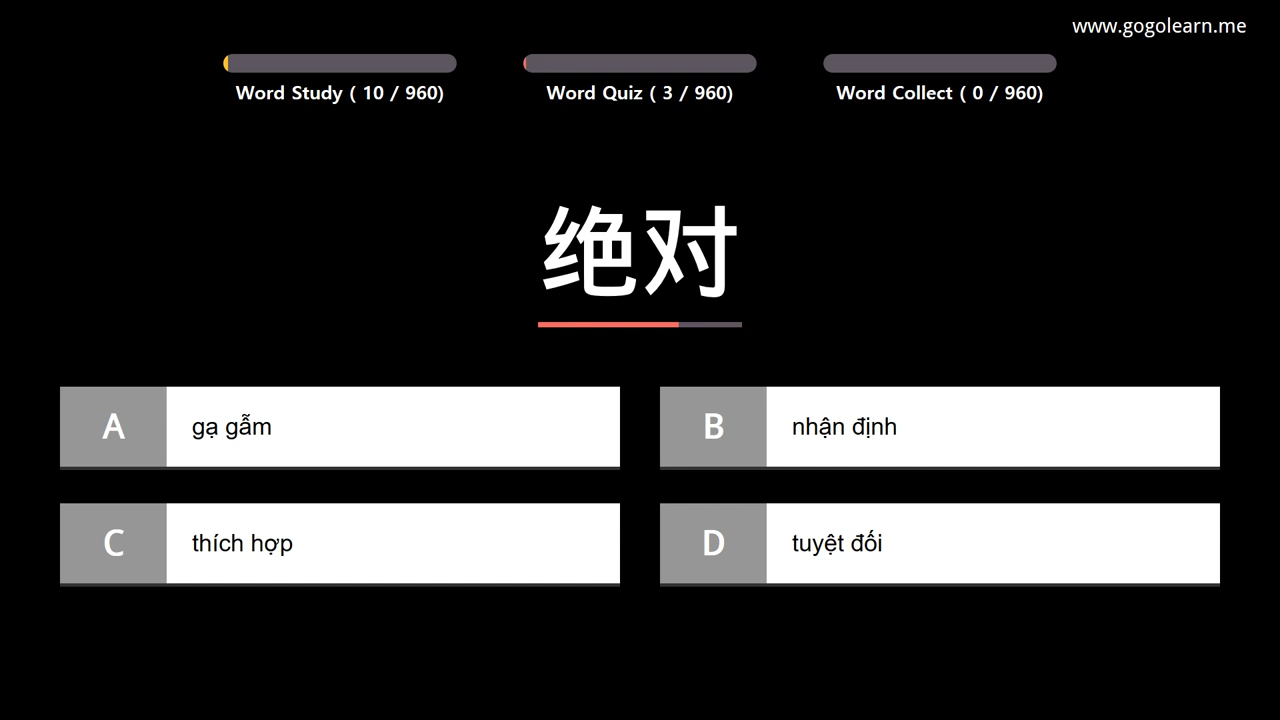 www.gogolearn.me
Word Study ( 10 / 960)
Word Quiz ( 3 / 960)
Word Collect ( 0 / 960)
绝对
A gạ gẫm
B nhận định
C thích hợp
D tuyệt đối